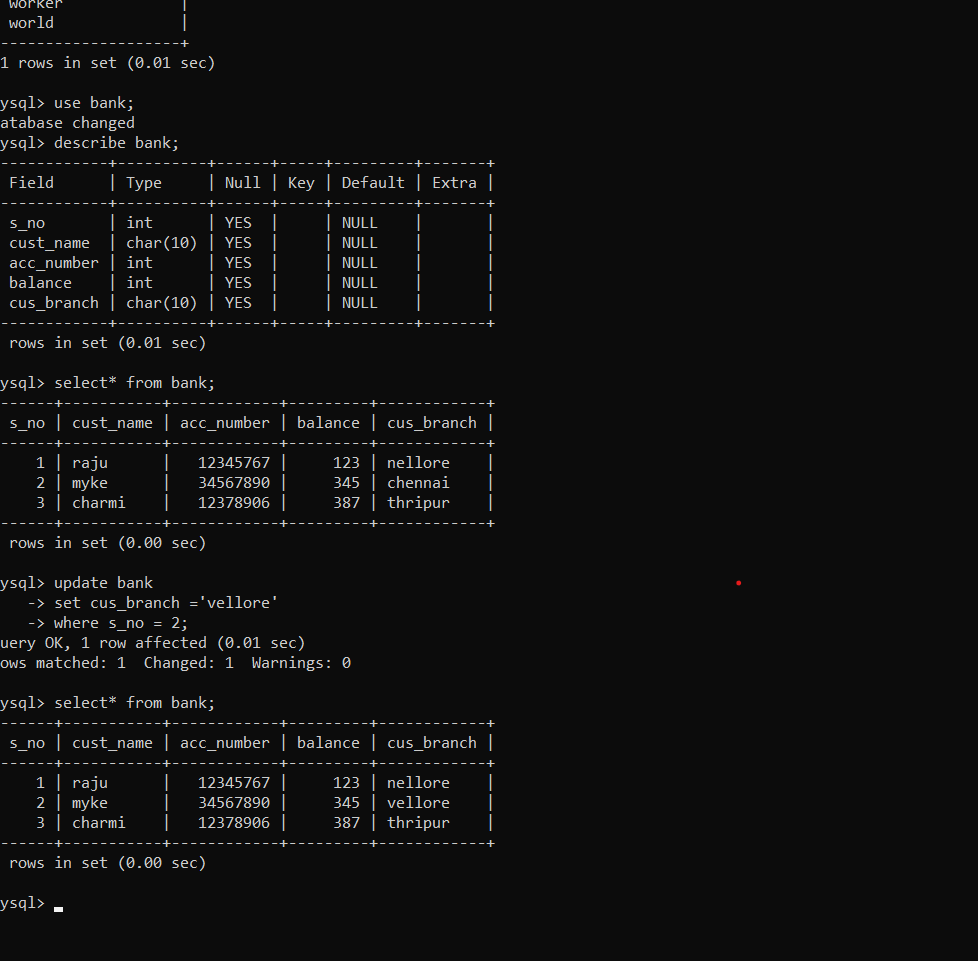 worker             |
world              |
--------------------+
1 rows in set (0.01 sec)
ysql> use bank;
atabase changed
ysql> describe bank;
------------+----------+------+-----+---------+-------+
 Field      | Type     | Null | Key | Default | Extra |
------------+----------+------+-----+---------+-------+
 s_no       | int      | YES  |     | NULL    |       |
 cust_name  | char(10) | YES  |     | NULL    |       |
 acc_number | int      | YES  |     | NULL    |       |
 balance    | int      | YES  |     | NULL    |       |
 cus_branch | char(10) | YES  |     | NULL    |       |
------------+----------+------+-----+---------+-------+
 rows in set (0.01 sec)
ysql> select* from bank;
------+-----------+------------+---------+------------+
 s_no | cust_name | acc_number | balance | cus_branch |
------+-----------+------------+---------+------------+
    1 | raju      |   12345767 |     123 | nellore    |
    2 | myke      |   34567890 |     345 | chennai    |
    3 | charmi    |   12378906 |     387 | thripur    |
------+-----------+------------+---------+------------+
 rows in set (0.00 sec)
ysql> update bank
   -> set cus_branch ='vellore'
   -> where s_no = 2;
uery OK, 1 row affected (0.01 sec)
ows matched: 1  Changed: 1  Warnings: 0
ysql> select* from bank;
------+-----------+------------+---------+------------+
 s_no | cust_name | acc_number | balance | cus_branch |
------+-----------+------------+---------+------------+
    1 | raju      |   12345767 |     123 | nellore    |
    2 | myke      |   34567890 |     345 | vellore    |
    3 | charmi    |   12378906 |     387 | thripur    |
------+-----------+------------+---------+------------+
 rows in set (0.00 sec)
ysql>